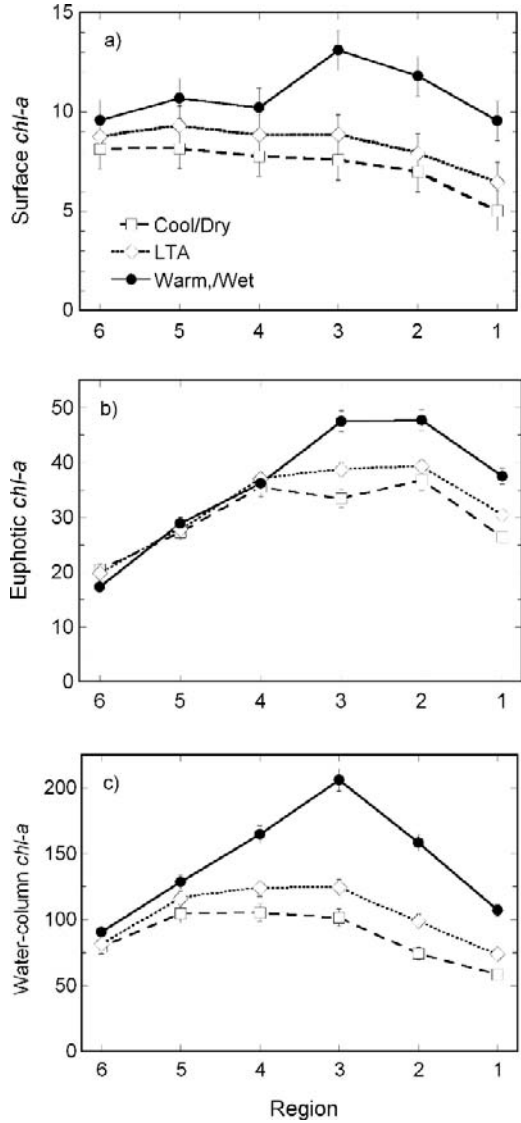 15
a)
10
Surface chl-a
5
Cool/Dry
LTA
Warm,/Wet
0
6 5 4 3 2 1
50
b)
40
30
Euphotic chl-a
20
10
0
6 5 4 3 2 1
c)
200
150
Water-column chl-a
100
50
0
6 5 4 3 2 1
Region